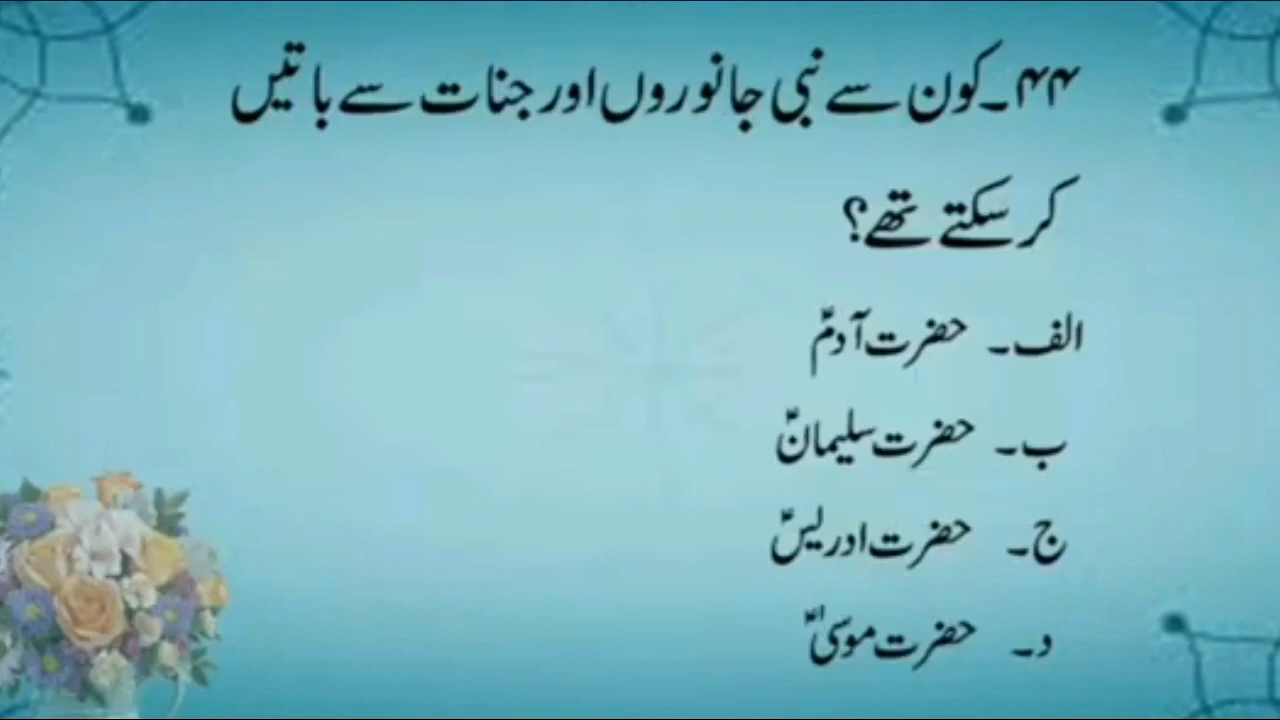 ۴۴۔ کون سے نبی جانوروں اور جنات سے باتیں
کر سکتے تھے؟
الف۔ حضرت آدمؑ
ب۔ حضرت سلیمانؑ
ج۔ حضرت ادریسؑ
د۔ حضرت موسیٰؑ